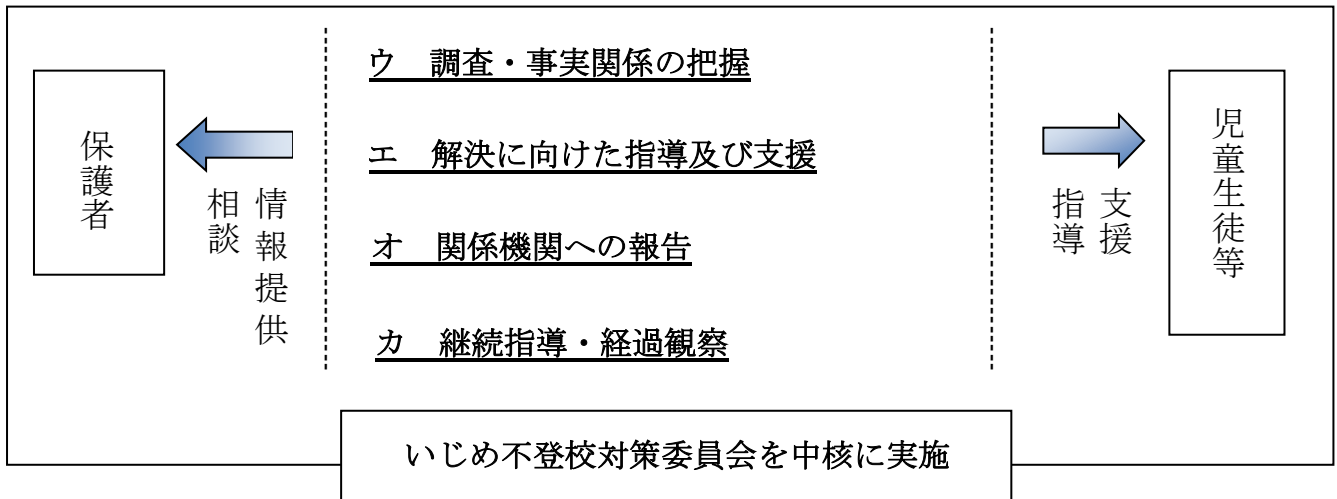 保護者
情報提供
相談
ウ　調査・事実関係の把握
エ　解決に向けた指導及び支援
オ　関係機関への報告
カ　継続指導・経過観察
支援
指導
児童生徒等
いじめ不登校対策委員会を中核に実施